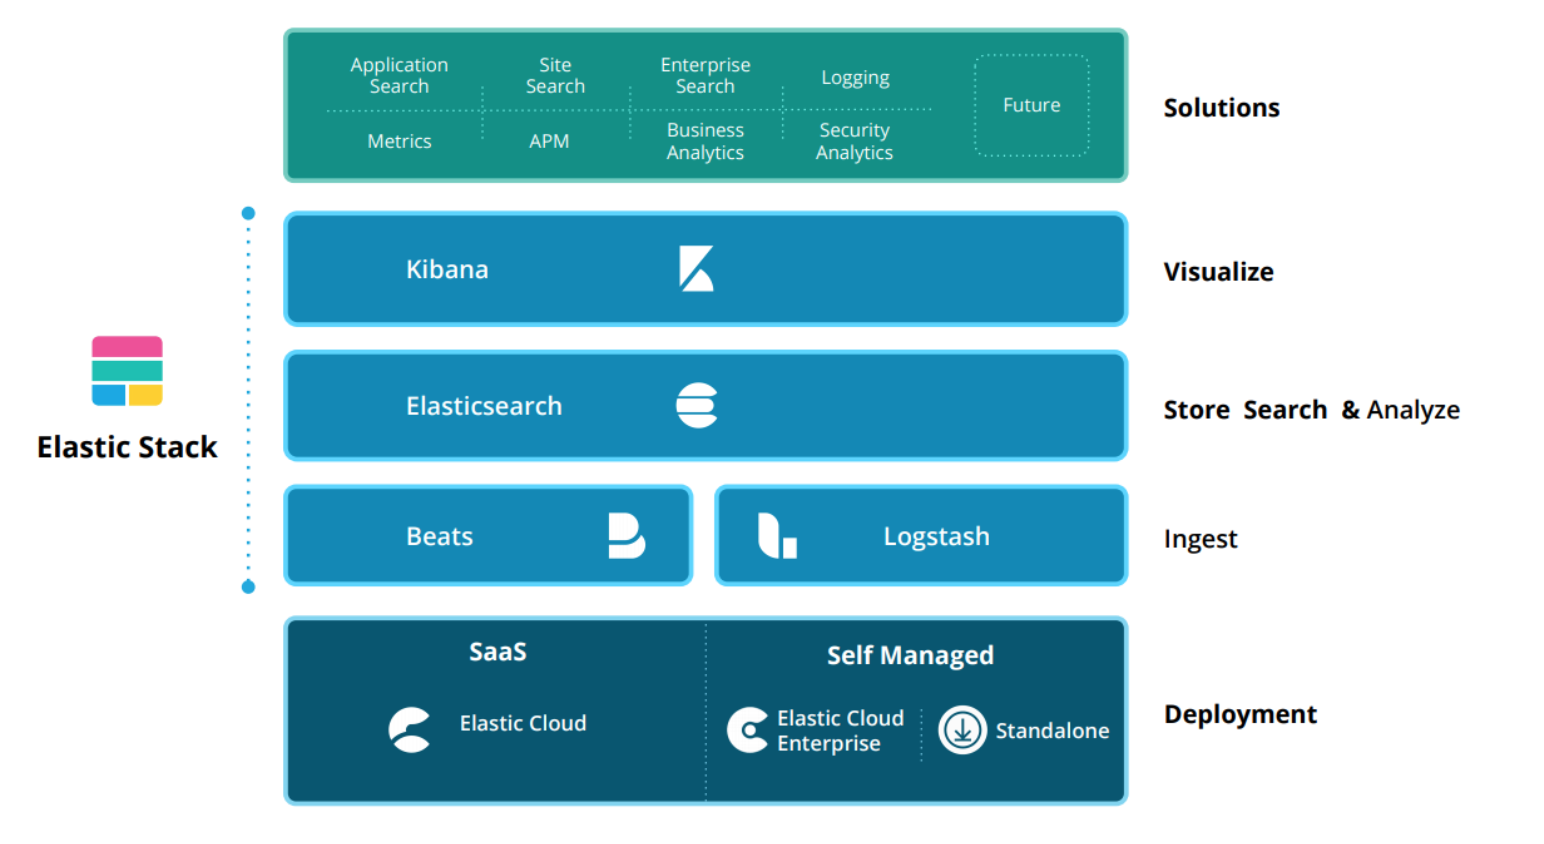 Application
Search
Site
Search
Enterprise
Search
Logging
Future
Metrics
APM
Business
Analytics
Security
Analytics
Solutions
Kibana
Visualize
Elastic Stack
Elasticsearch
Store Search & Analyze
Beats
Logstash
Ingest
SaaS
Elastic Cloud
Self Managed
Elastic Cloud
Enterprise
Standalone
Deployment